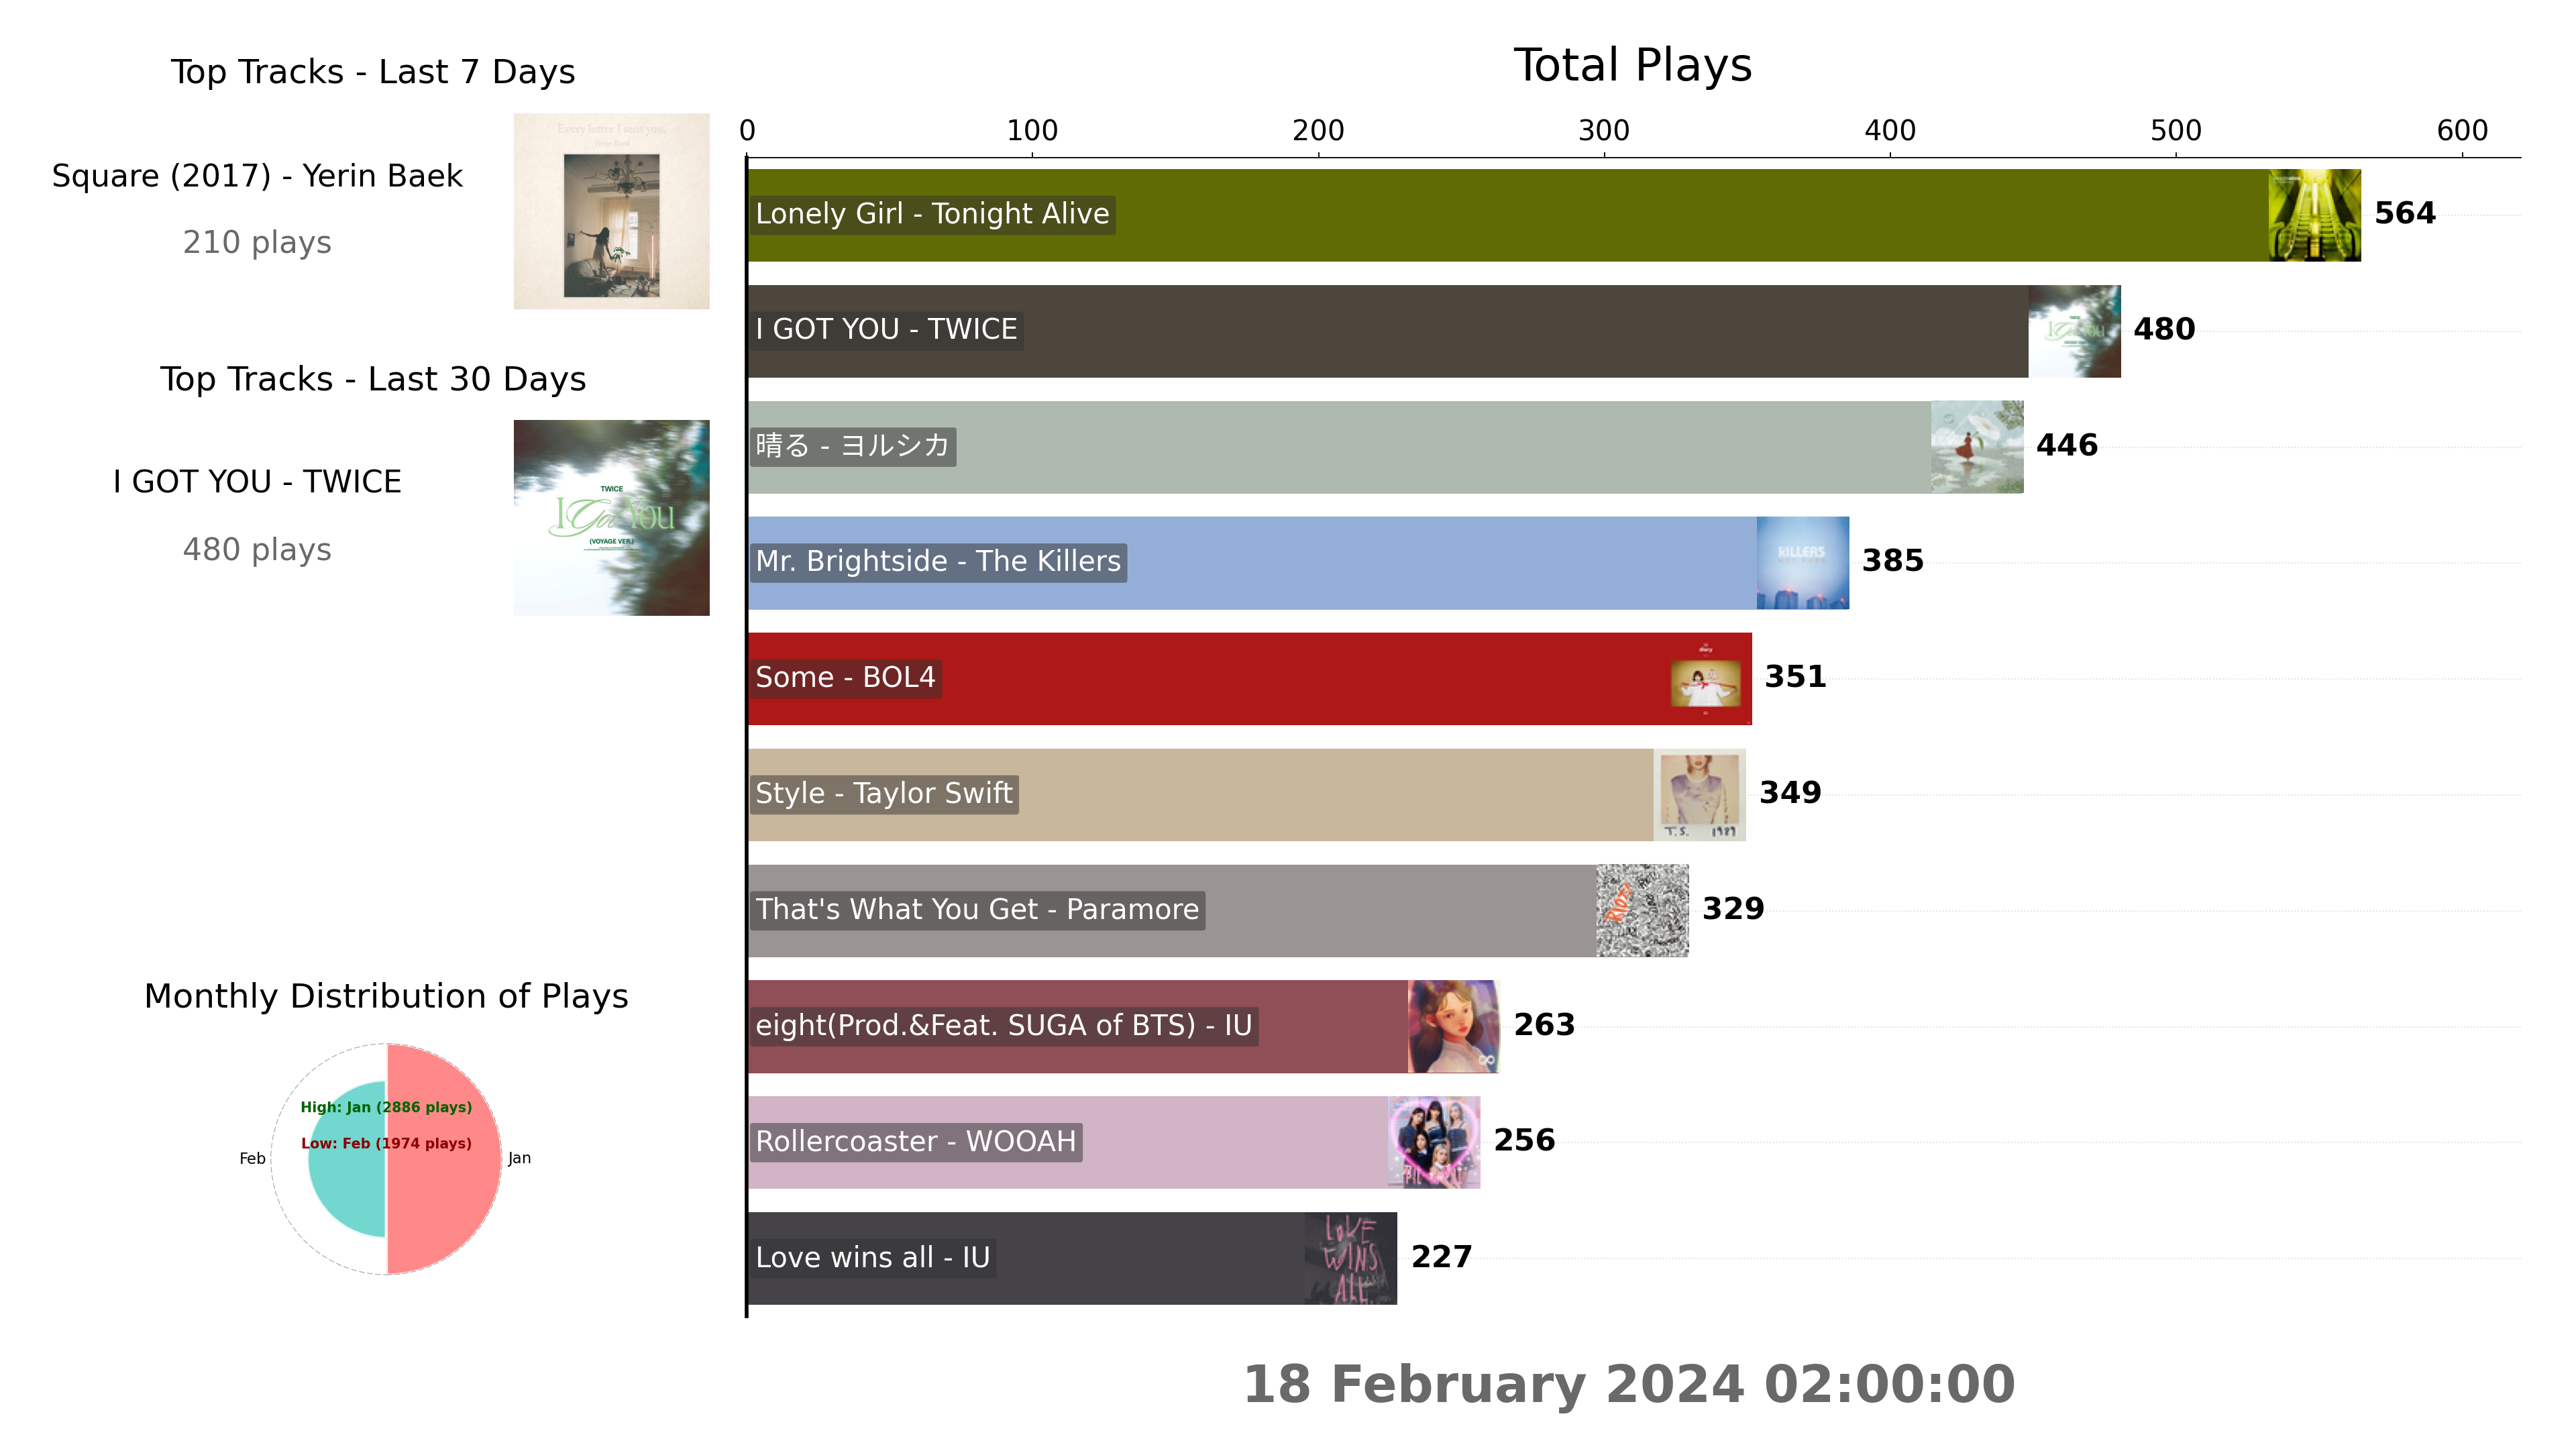 Top Tracks - Last 7 Days
Square (2017) - Yerin Baek
210 plays
Every letter I sent you.
Yerin Baek
Top Tracks - Last 30 Days
I GOT YOU - TWICE
480 plays
TWICE
I Got You
(VOYAGE VER.)
Monthly Distribution of Plays
High: Jan (2886 plays)
Low: Feb (1974 plays)
Feb
Jan
Total Plays
0 100 200 300 400 500 600
Lonely Girl - Tonight Alive 564
I GOT YOU - TWICE I Got You 480
晴る - ヨルシカ 446
Mr. Brightside - The Killers KILLERS 385
Some - BOL4 diary 351
Style - Taylor Swift T.S. 1989 349
That's What You Get - Paramore RIOT! 329
eight(Prod.&Feat. SUGA of BTS) - IU 263
Rollercoaster - WOOAH 256
Love wins all - IU LOVE WINS ALL 227
18 February 2024 02:00:00